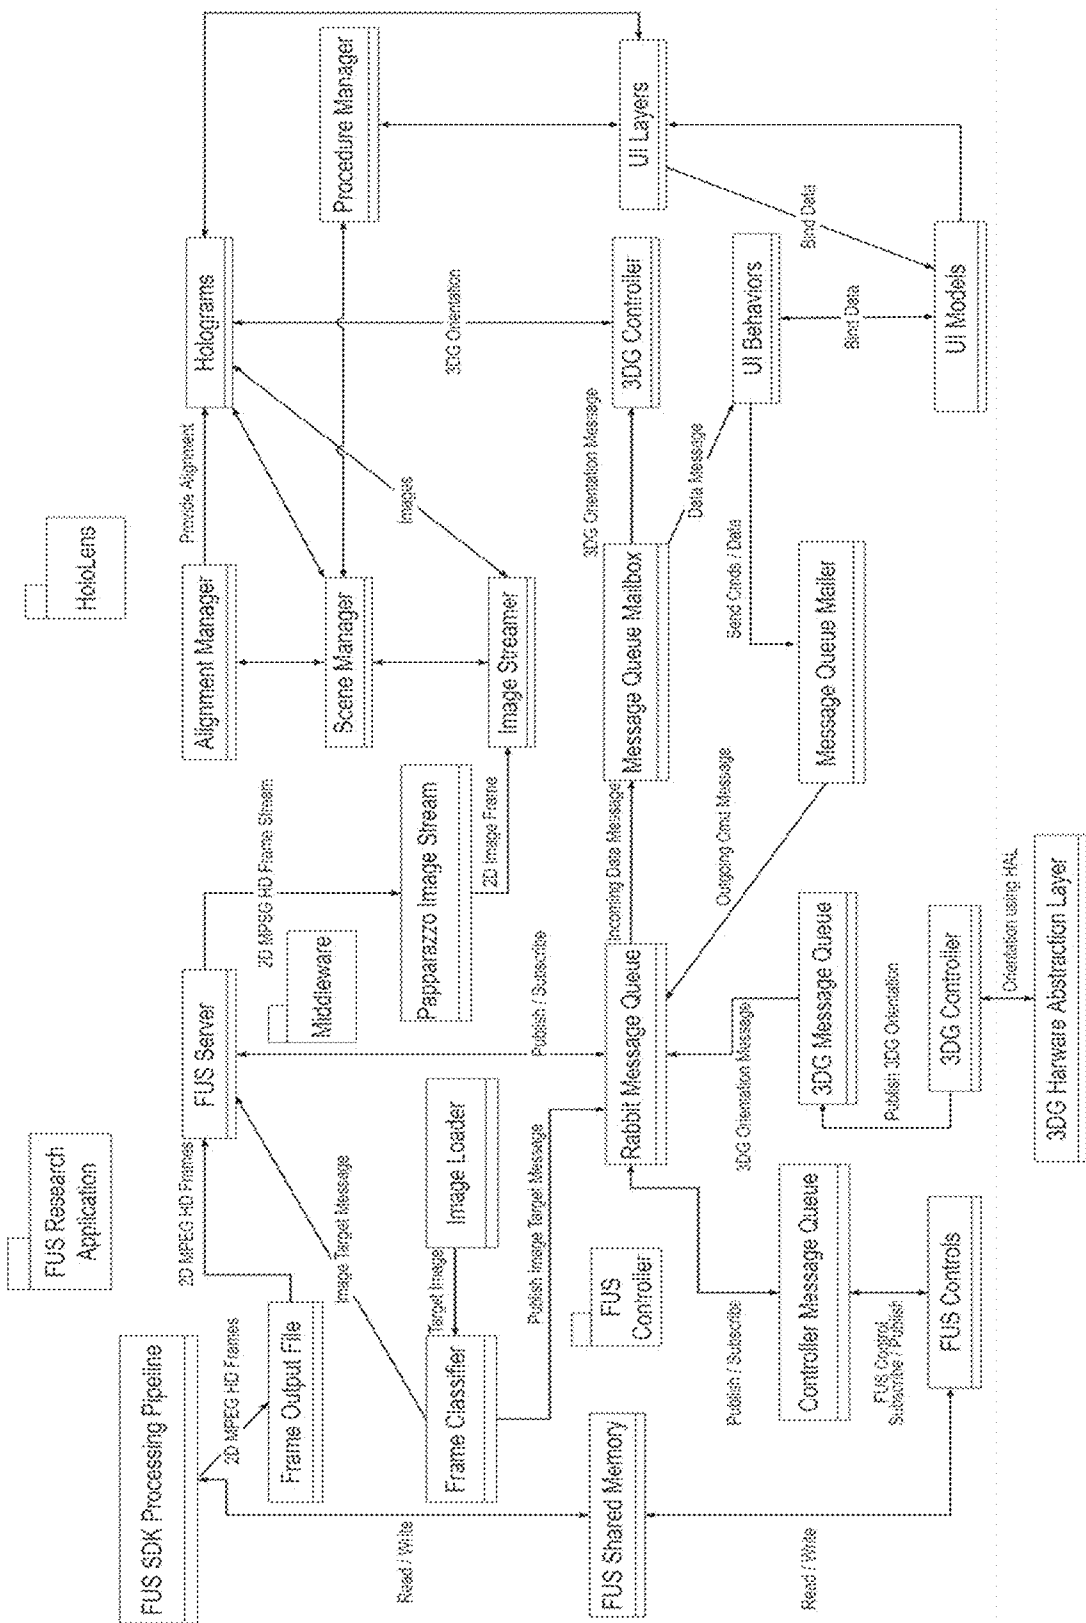 FUS SDK Processing Pipeline
FUS Research
Application
HoloLens
2D MPEG HD Frames
Frame Output File
2D MPEG HD Frames
FUS Server
2D MPSG HD Frame Stream
Alignment Manager
Provide Alignment
Holograms
Procedure Manager
Middleware
Scene Manager
Read / Write
Image Target Message
Papparazzo Image Stream
Images
3DG Orientation
Frame Classifier
Target Image
Image Loader
2D Image Frame
Image Streamer
Publish Image Target Message
Publish / Subscribe
FUS Shared Memory
FUS
Controller
Rabbit Message Queue
Incoming Data Message
Message Queue Mailbox
3DG Orientation Message
3DG Controller
UI Layers
Data Message
Publish / Subscribe
3DG Orientation Message
Outgoing Cmd Message
Send Cmds / Data
UI Behaviors
Bind Data
Read / Write
Controller Message Queue
3DG Message Queue
Message Queue Mailer
FUS Control
Subscribe / Publish
Publish 3DG Orientation
Bind Data
FUS Controls
3DG Controller
UI Models
Orientation using HAL
3DG Harware Abstraction Layer